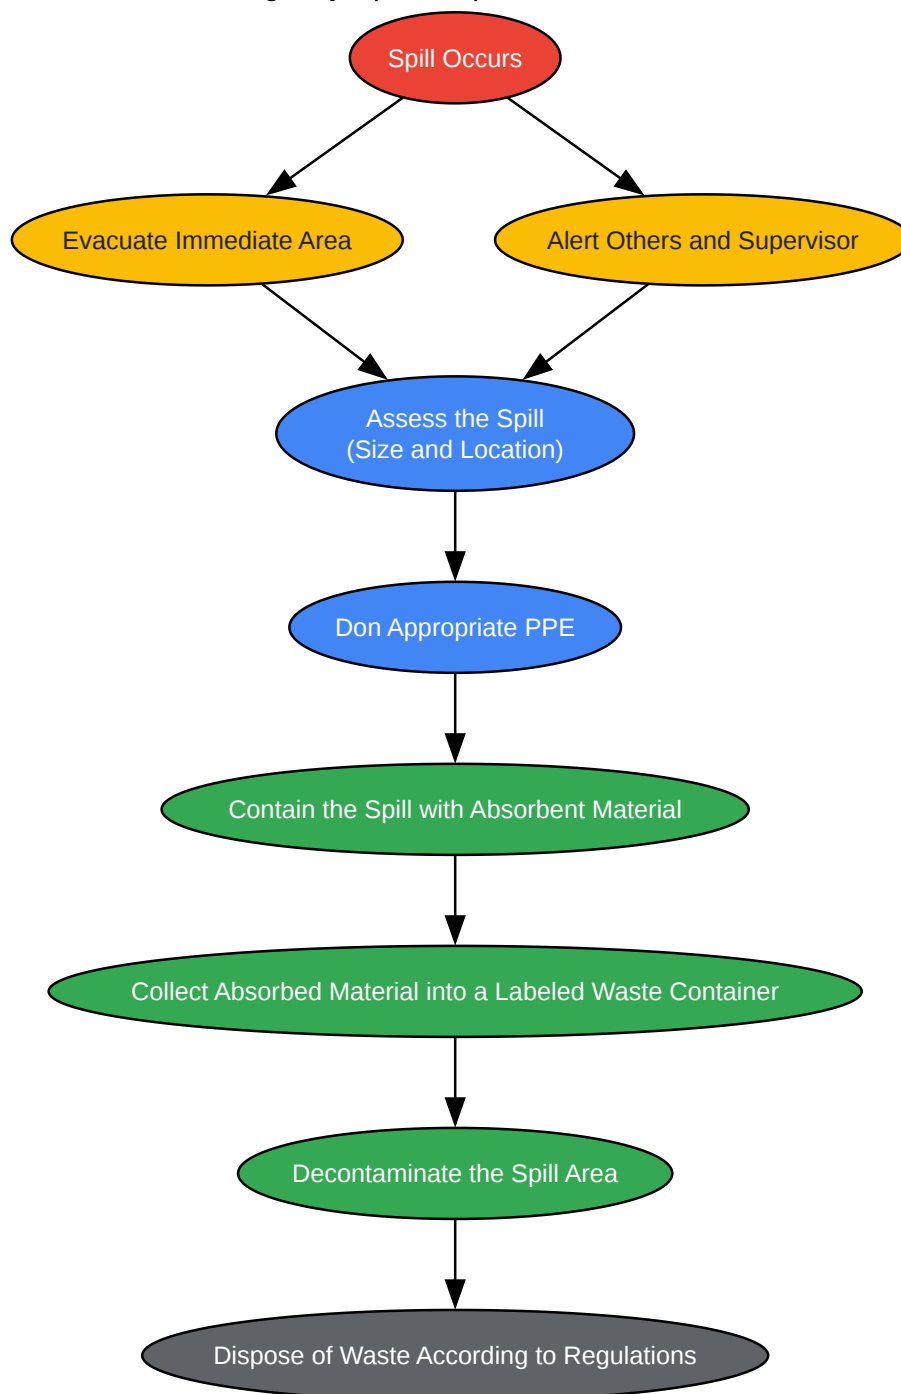 Spill Occurs
Evacuate Immediate Area
Alert Others and Supervisor
Assess the Spill
(Size and Location)
Don Appropriate PPE
Contain the Spill with Absorbent Material
Collect Absorbed Material into a Labeled Waste Container
Decontaminate the Spill Area
Dispose of Waste According to Regulations